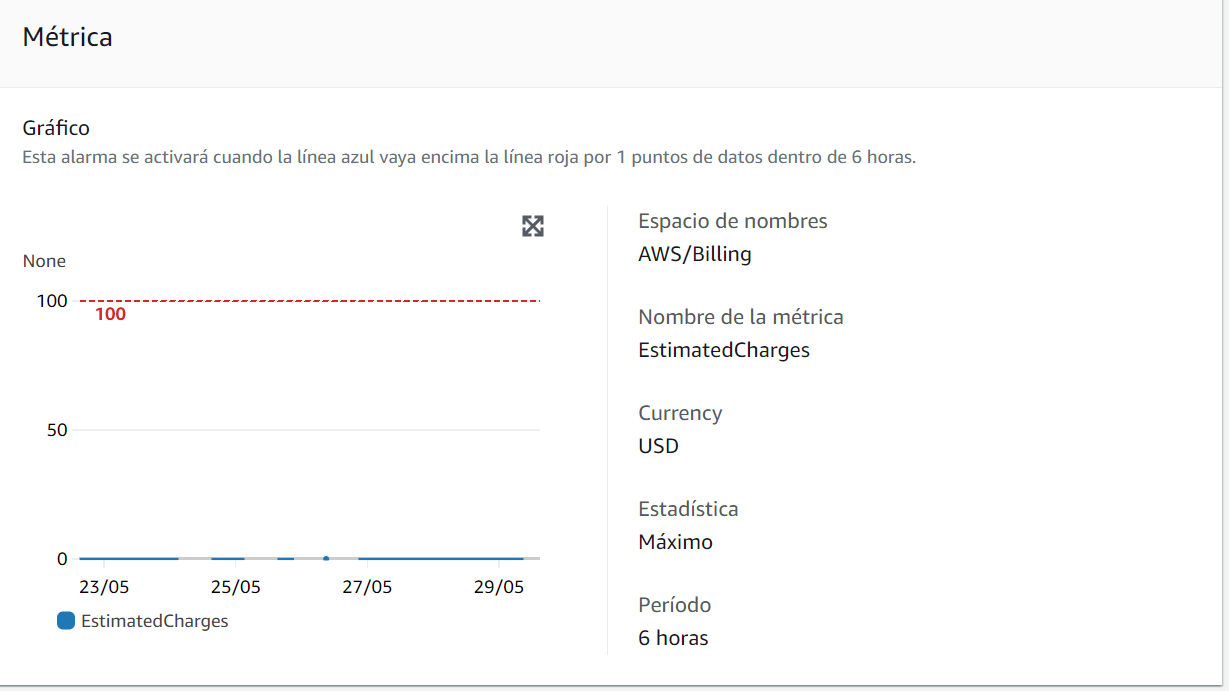 Métrica
Gráfico
Esta alarma se activará cuando la línea azul vaya encima la línea roja por 1 puntos de datos dentro de 6 horas.
None
100
100
50
0
23/05 25/05 27/05 29/05
EstimatedCharges
Espacio de nombres
AWS/Billing
Nombre de la métrica
EstimatedCharges
Currency
USD
Estadística
Máximo
Período
6 horas